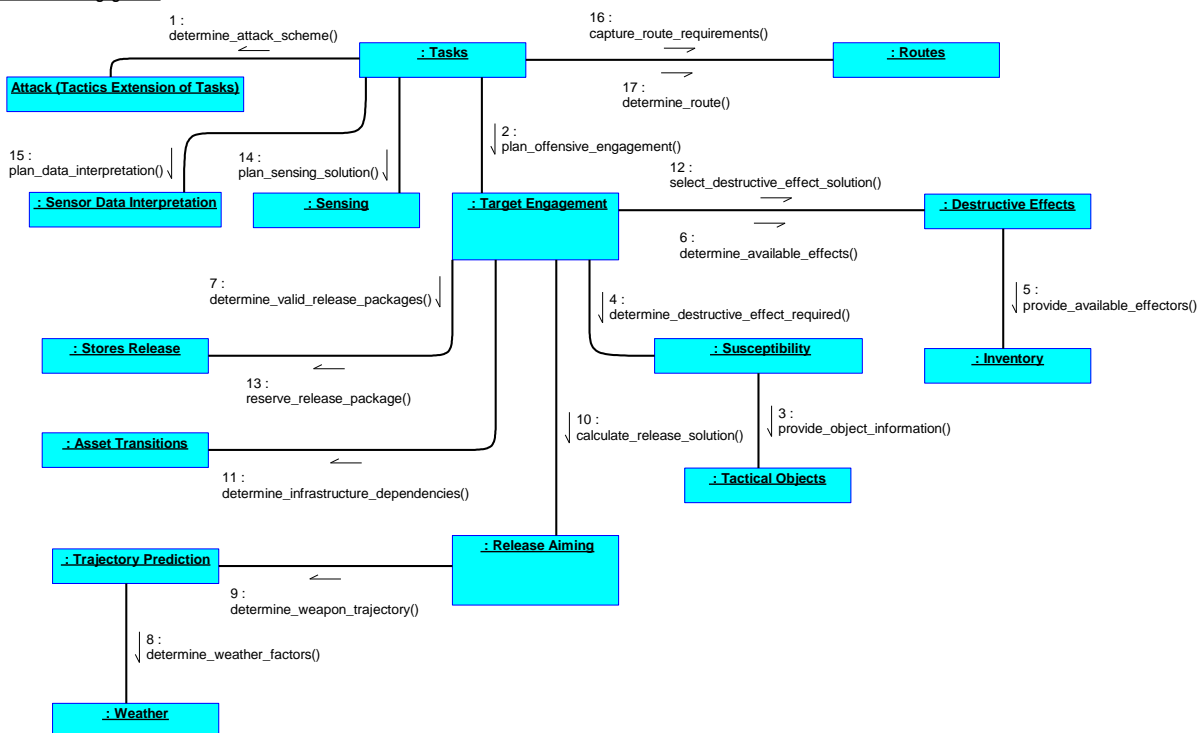 1 :
determine_attack_scheme()
16 :
capture_route_requirements()
: Tasks
: Routes
Attack (Tactics Extension of Tasks)
17 :
determine_route()
2 :
plan_offensive_engagement()
15 :
plan_data_interpretation()
14 :
plan_sensing_solution()
12 :
select_destructive_effect_solution()
: Sensor Data Interpretation
: Sensing
: Target Engagement
: Destructive Effects
6 :
determine_available_effects()
7 :
determine_valid_release_packages()
4 :
determine_destructive_effect_required()
5 :
provide_available_effectors()
: Stores Release
: Susceptibility
: Inventory
13 :
reserve_release_package()
10 :
calculate_release_solution()
3 :
provide_object_information()
: Asset Transitions
11 :
determine_infrastructure_dependencies()
: Tactical Objects
: Release Aiming
: Trajectory Prediction
9 :
determine_weapon_trajectory()
8 :
determine_weather_factors()
: Weather